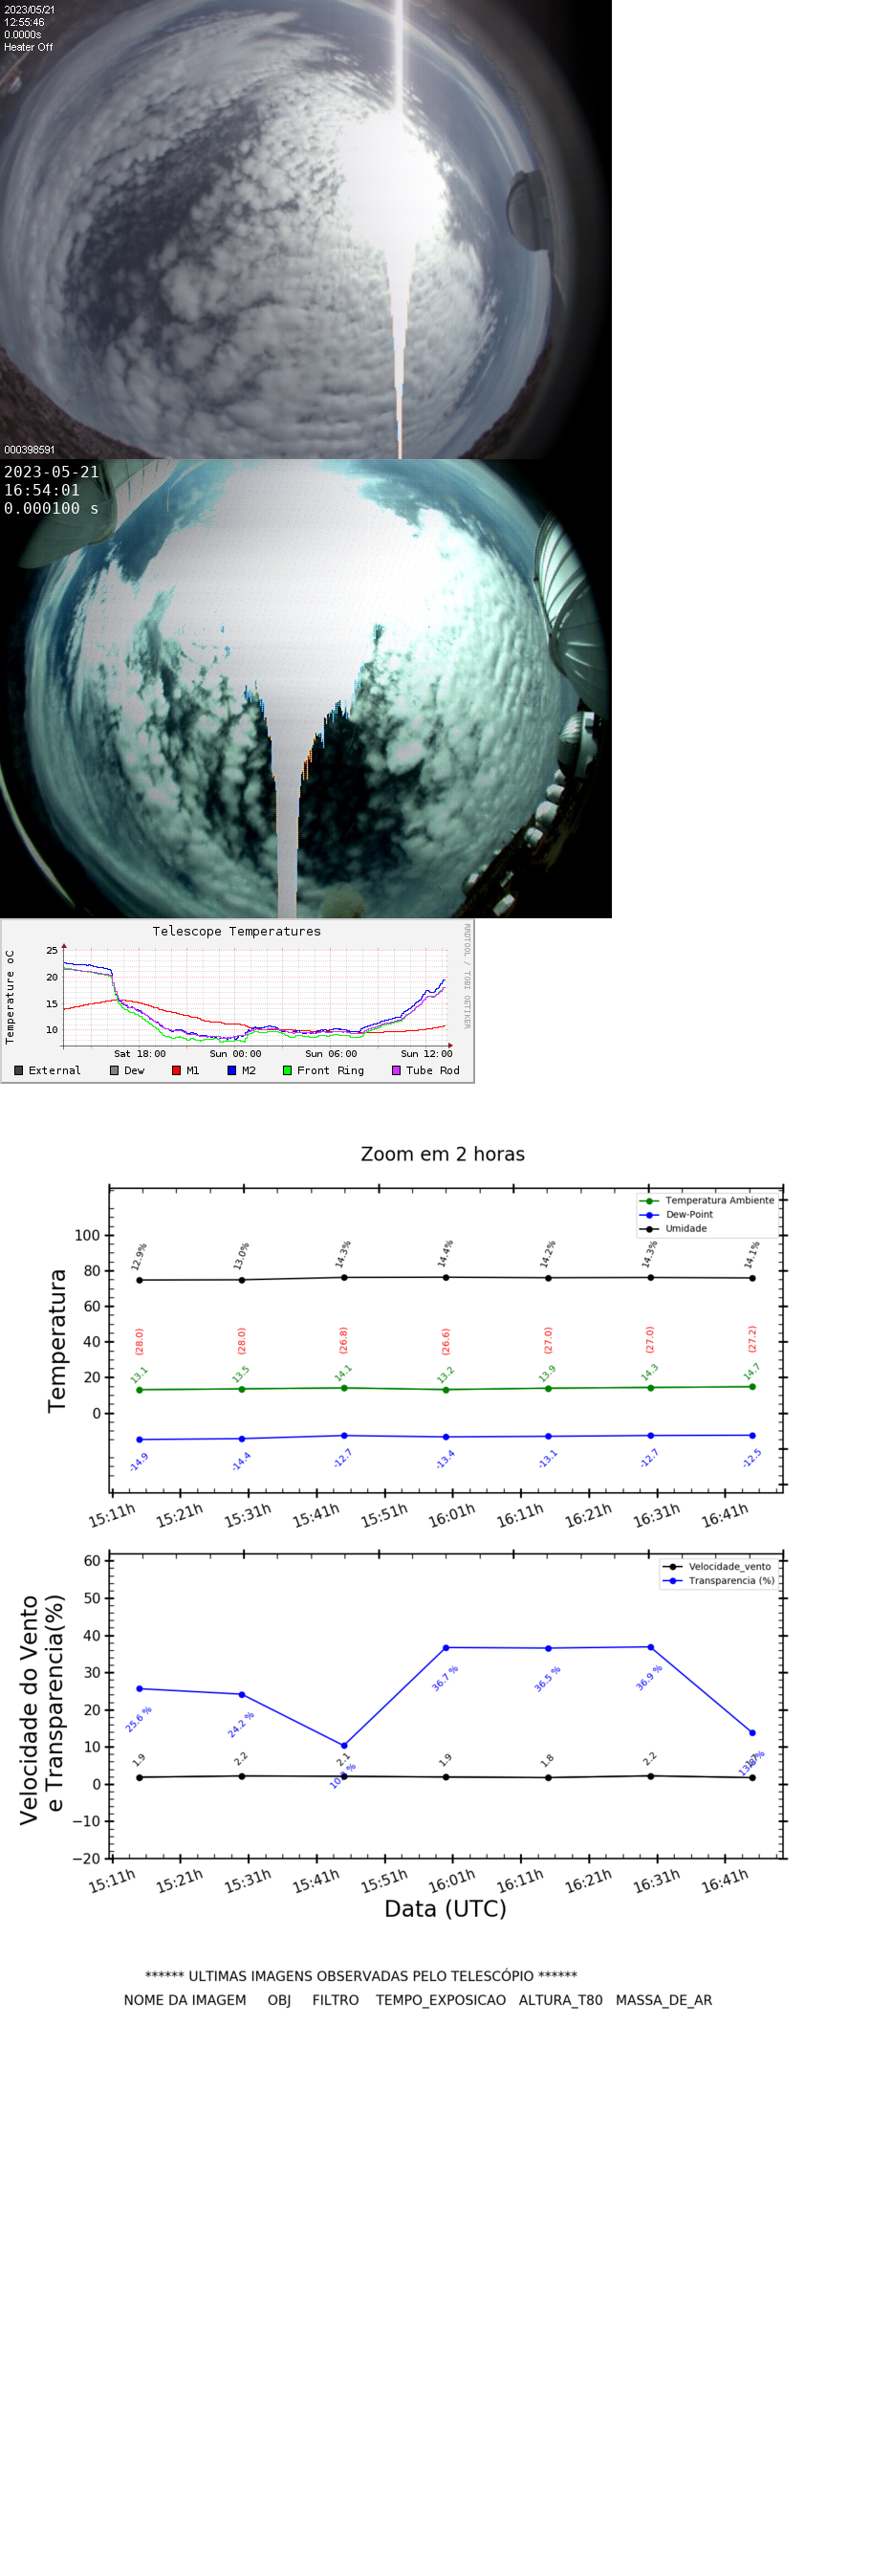 2023/05/21
12:55:46
0.0000s
Heater Off
000398591
2023-05-21
16:54:01
0.000100 s
Telescope Temperatures
RRDTOOL / TOBI OETIKER
Temperature oC
25
20
15
10
Sat 18:00 Sun 00:00 Sun 06:00 Sun 12:00
External Dew M1 M2 Front Ring Tube Rod
Zoom em 2 horas
Temperatura Ambiente
Dew-Point
Umidade
Temperatura
100
80
60
40
20
0
12.9% 13.0% 14.3% 14.4% 14.2% 14.3% 14.1%
(28.0) (28.0) (26.8) (26.6) (27.0) (27.0) (27.2)
13.1 13.5 14.1 13.2 13.9 14.3 14.7
-14.9 -14.4 -12.7 -13.4 -13.1 -12.7 -12.5
15:11h 15:21h 15:31h 15:41h 15:51h 16:01h 16:11h 16:21h 16:31h 16:41h
Velocidade_vento
Transparencia (%)
Velocidade do Vento
e Transparencia(%)
60
50
40
30
20
10
0
−10
−20
25.6 % 24.2 % 36.7 % 36.5 % 36.9 %
1.9 2.2 2.1 1.9 1.8 2.2
15:11h 15:21h 15:31h 15:41h 15:51h 16:01h 16:11h 16:21h 16:31h 16:41h
Data (UTC)
****** ULTIMAS IMAGENS OBSERVADAS PELO TELESCÓPIO ******
NOME DA IMAGEM OBJ FILTRO TEMPO_EXPOSICAO ALTURA_T80 MASSA_DE_AR